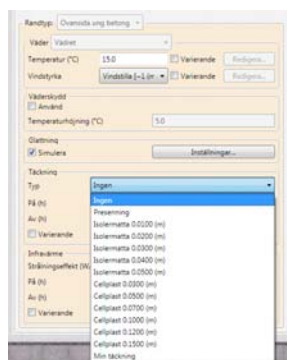 Randtyp: Ovansida ung betong
Väder Vädret
Temperatur (°C) 15.0 Varierande Redigera...
Vindstyrka Vindstilla (~1 m Varierande Redigera...
Väderskydd
Använd
Temperaturhöjning (°C) 5.0
Glättning
Simulera Inställningar...
Täckning
Typ Ingen
På (h) Ingen
Presenning
Av (h) Isolermatta 0.0100 (m)
Isolermatta 0.0200 (m)
Varierande Isolermatta 0.0300 (m)
Isolermatta 0.0400 (m)
Infravärme Isolermatta 0.0500 (m)
Strålningseffekt (W Cellplast 0.0300 (m)
På (h) Cellplast 0.0500 (m)
Cellplast 0.0700 (m)
Av (h) Cellplast 0.1000 (m)
Varierande Cellplast 0.1200 (m)
Cellplast 0.1500 (m)
Min täckning